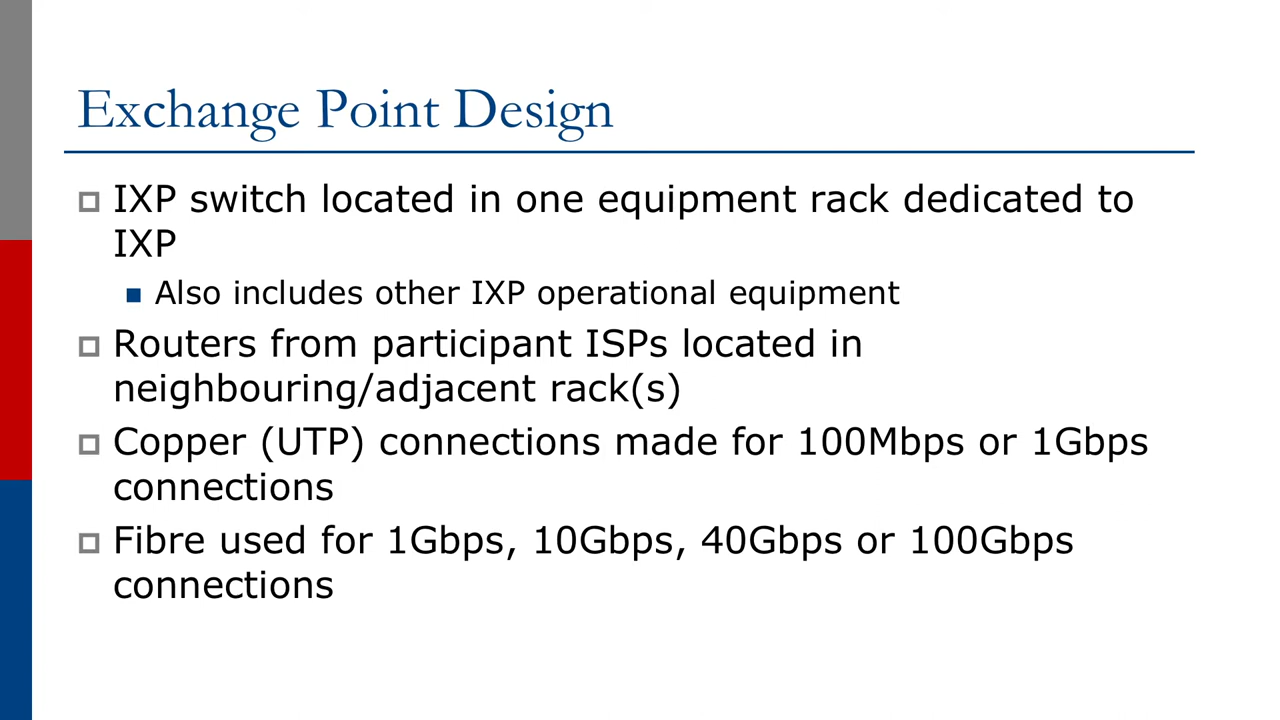 Exchange Point Design
IXP switch located in one equipment rack dedicated to
IXP
Also includes other IXP operational equipment
Routers from participant ISPs located in
neighbouring/adjacent rack(s)
Copper (UTP) connections made for 100Mbps or 1Gbps
connections
Fibre used for 1Gbps, 10Gbps, 40Gbps or 100Gbps
connections